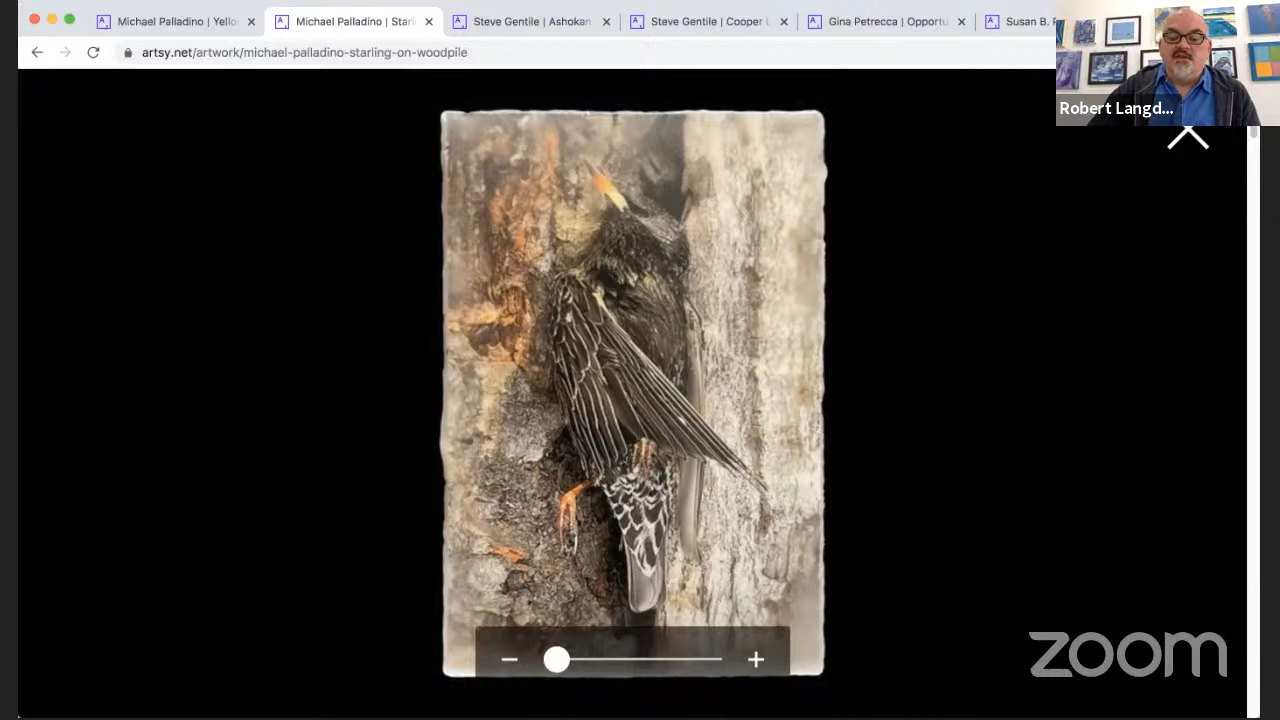 Michael Palladino | Yello
Michael Palladino | Starl
Steve Gentile | Ashokan
Steve Gentile | Cooper
Gina Petrecca | Opportu
Susan B.
artsy.net/artwork/michael-palladino-starling-on-woodpile
Robert Langd...
zoom